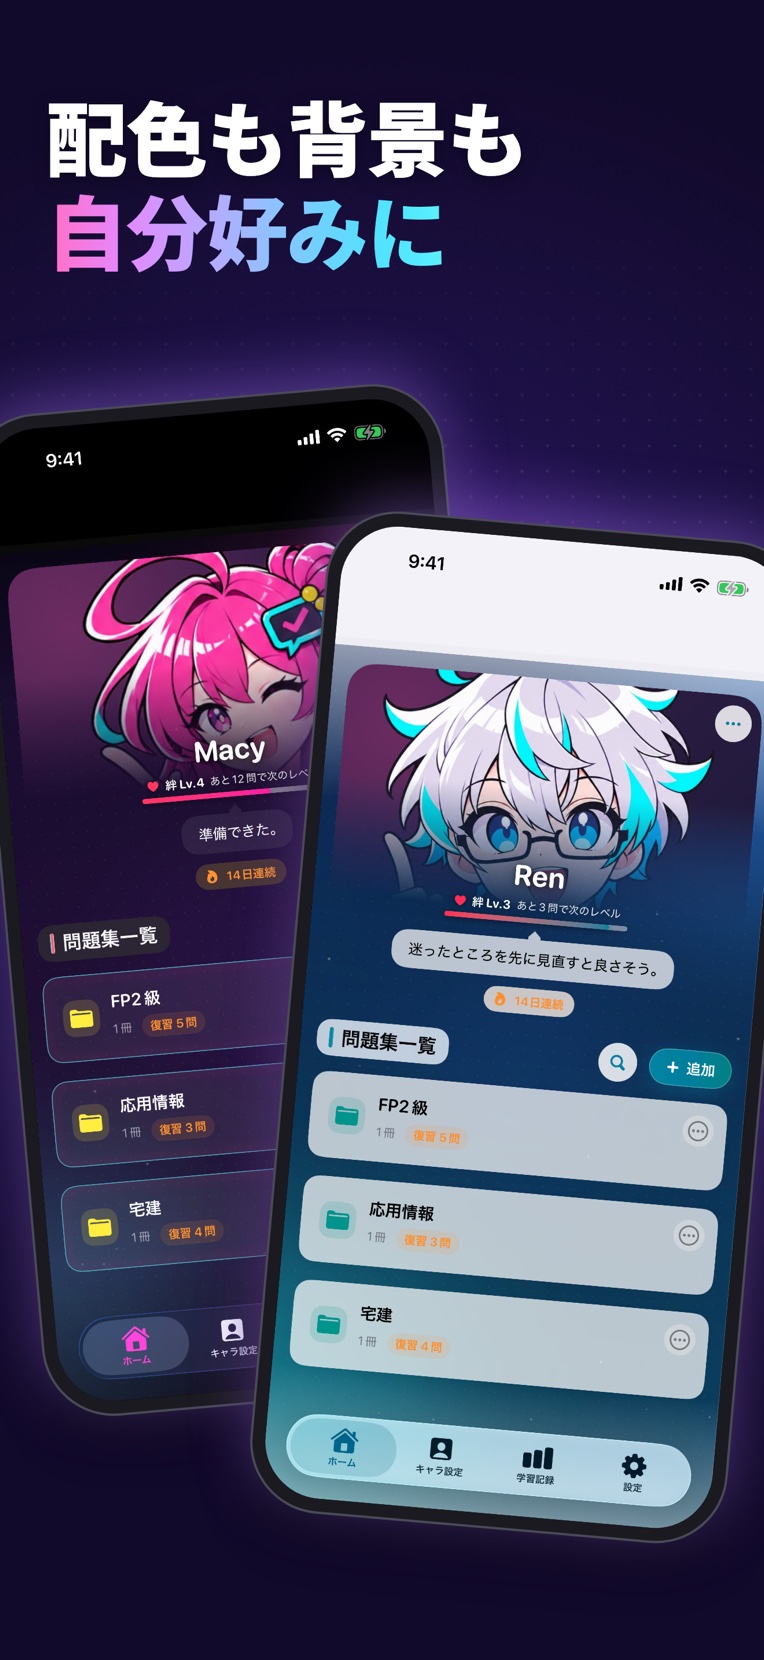 配色も背景も
自分好みに
9:41
Macy
絆 Lv.4 あと12問で次のレベ
準備できた。
14日連続
問題集一覧
FP2 級
1冊 復習 5 問
応用情報
1冊 復習 3 問
宅建
1冊 復習 4 問
ホーム
キャラ設定
9:41
Ren
絆 Lv.3 あと 3 問で次のレベル
迷ったところを先に見直すと良さそう。
14日連続
問題集一覧
+ 追加
FP2 級
1冊 復習 5 問
応用情報
1冊 復習 3 問
宅建
1冊 復習 4 問
ホーム
キャラ設定
学習記録
設定